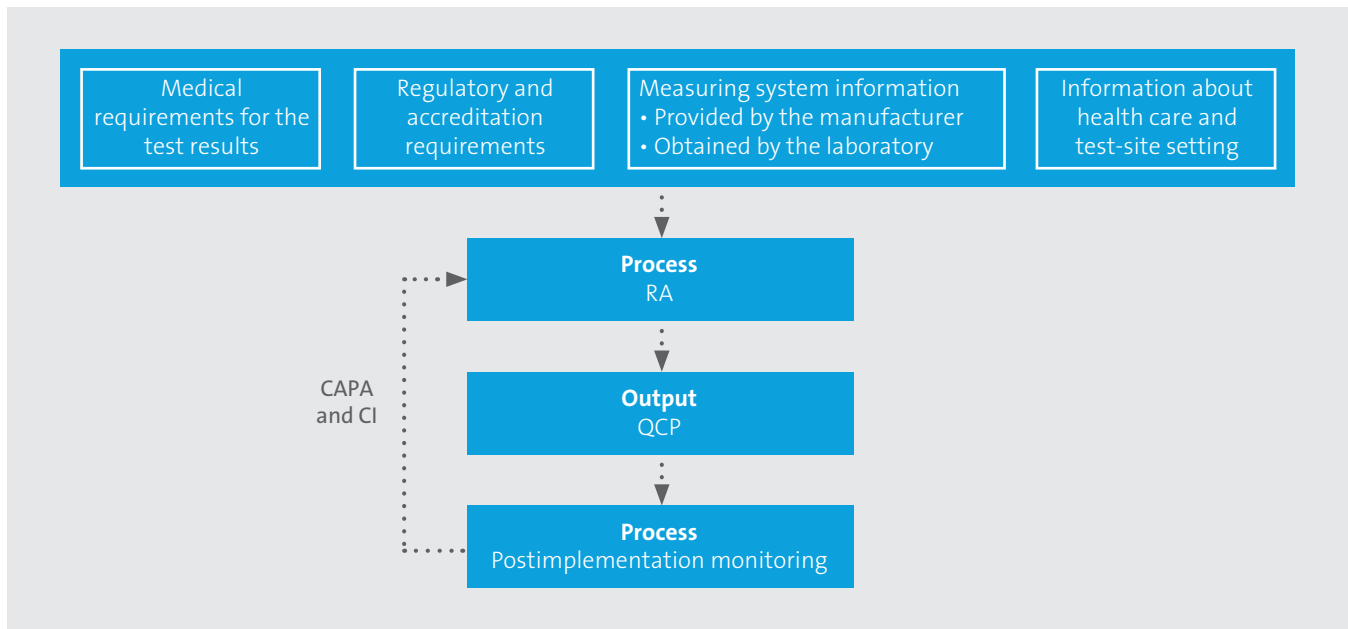 Medical
requirements for the
test results
Regulatory and
accreditation
requirements
Measuring system information
• Provided by the manufacturer
• Obtained by the laboratory
Information about
health care and
test-site setting
Process
RA
CAPA
and CI
Output
QCP
Process
Postimplementation monitoring